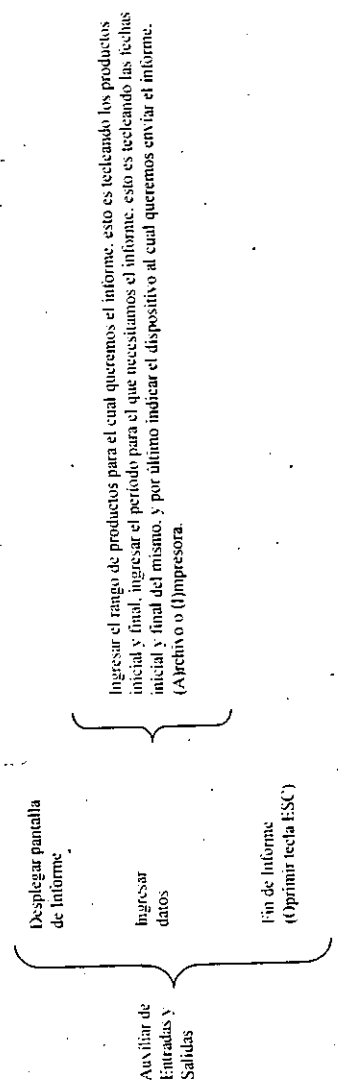 Auxiliar de
Entradas y
Salidas
Desplegar pantalla
de Informe
Ingresar
datos
Ingresar el rango de productos para el cual queremos el informe, esto es tecleando los productos
inicial y final, ingresar el período para el que necesitamos el informe, esto es tecleando las fechas
inicial y final del mismo, y por último indicar el dispositivo al cual queremos enviar el informe.
(A)rchivo o (I)mpresora.
Fin de Informe
(Oprimir tecla ESC)